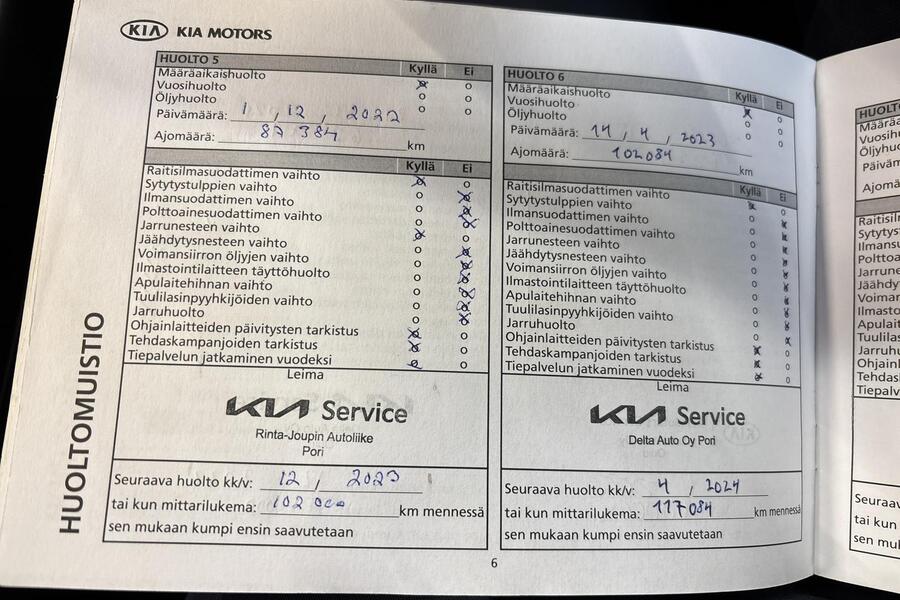 KIA KIA MOTORS
HUOLTO 5 Kyllä Ei
Määräaikaishuolto
Vuosihuolto
Öljyhuolto
Päivämäärä: 1 , 12 , 2022
Ajomäärä: 87 384 km
Kyllä Ei
Raitisilmasuodattimen vaihto
Sytytystulppien vaihto
Ilmansuodattimen vaihto
Polttoainesuodattimen vaihto
Jarrunesteen vaihto
Jäähdytysnesteen vaihto
Voimansiirron öljyjen vaihto
Ilmastointilaitteen täyttöhuolto
Apulaitehihnan vaihto
Tuulilasinpyyhkijöiden vaihto
Jarruhuolto
Ohjainlaitteiden päivitysten tarkistus
Tehdaskampanjoiden tarkistus
Tiepalvelun jatkaminen vuodeksi
Leima
KIA Service
Rinta-Joupin Autoliike
Pori
Seuraava huolto kk/v: 12 , 2023
tai kun mittarilukema: 102 000 km mennessä
sen mukaan kumpi ensin saavutetaan
HUOLTO 6 Kyllä Ei
Määräaikaishuolto
Vuosihuolto
Öljyhuolto
Päivämäärä: 14 , 4 , 2023
Ajomäärä: 102084 km
Kyllä Ei
Raitisilmasuodattimen vaihto
Sytytystulppien vaihto
Ilmansuodattimen vaihto
Polttoainesuodattimen vaihto
Jarrunesteen vaihto
Jäähdytysnesteen vaihto
Voimansiirron öljyjen vaihto
Ilmastointilaitteen täyttöhuolto
Apulaitehihnan vaihto
Tuulilasinpyyhkijöiden vaihto
Jarruhuolto
Ohjainlaitteiden päivitysten tarkistus
Tehdaskampanjoiden tarkistus
Tiepalvelun jatkaminen vuodeksi
Leima
KIA Service
Delta Auto Oy Pori
Seuraava huolto kk/v: 4 , 2024
tai kun mittarilukema: 117084 km mennessä
sen mukaan kumpi ensin saavutetaan
HUOLTOMUISTIO
6